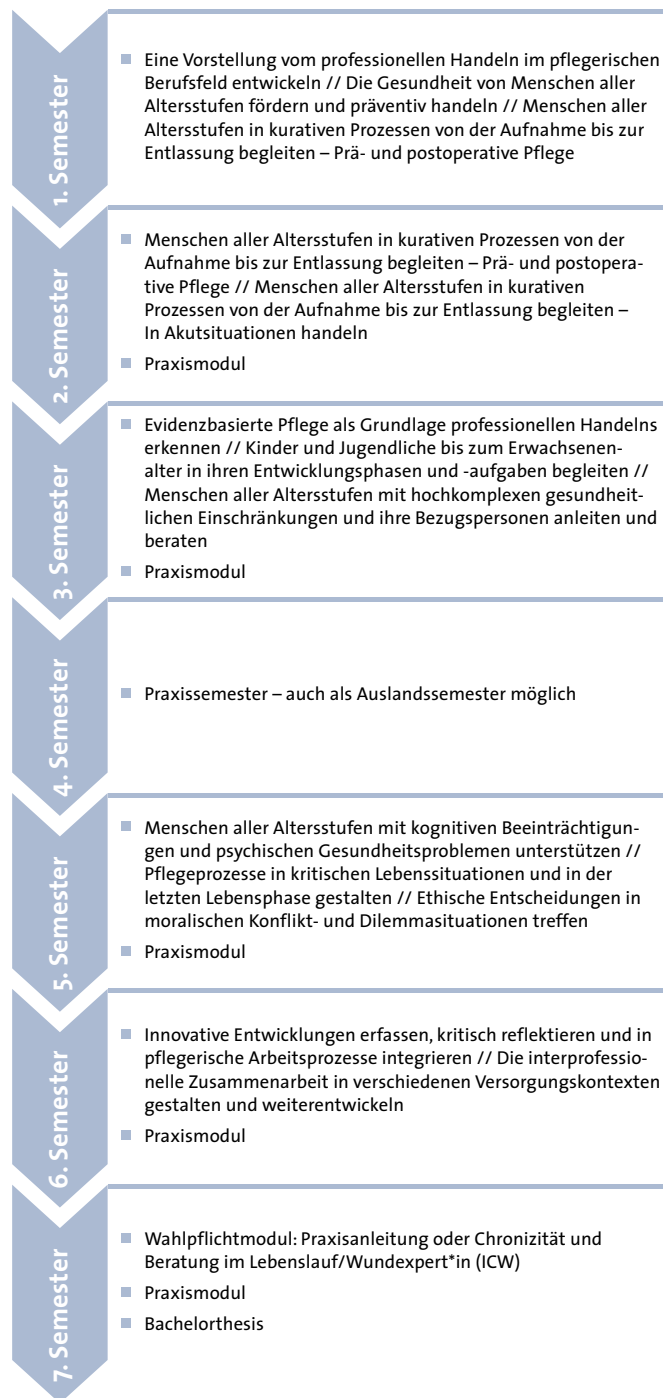 1. Semester
Eine Vorstellung vom professionellen Handeln im pflegerischen
Berufsfeld entwickeln // Die Gesundheit von Menschen aller
Altersstufen fördern und präventiv handeln // Menschen aller
Altersstufen in kurativen Prozessen von der Aufnahme bis zur
Entlassung begleiten – Prä- und postoperative Pflege
2. Semester
Menschen aller Altersstufen in kurativen Prozessen von der
Aufnahme bis zur Entlassung begleiten – Prä- und postopera-
tive Pflege // Menschen aller Altersstufen in kurativen
Prozessen von der Aufnahme bis zur Entlassung begleiten –
In Akutsituationen handeln
Praxismodul
3. Semester
Evidenzbasierte Pflege als Grundlage professionellen Handelns
erkennen // Kinder und Jugendliche bis zum Erwachsenen-
alter in ihren Entwicklungsphasen und -aufgaben begleiten //
Menschen aller Altersstufen mit hochkomplexen gesundheit-
lichen Einschränkungen und ihre Bezugspersonen anleiten und
beraten
Praxismodul
4. Semester
Praxissemester – auch als Auslandssemester möglich
5. Semester
Menschen aller Altersstufen mit kognitiven Beeinträchtigun-
gen und psychischen Gesundheitsproblemen unterstützen //
Pflegeprozesse in kritischen Lebenssituationen und in der
letzten Lebensphase gestalten // Ethische Entscheidungen in
moralischen Konflikt- und Dilemmasituationen treffen
Praxismodul
6. Semester
Innovative Entwicklungen erfassen, kritisch reflektieren und in
pflegerische Arbeitsprozesse integrieren // Die interprofessio-
nelle Zusammenarbeit in verschiedenen Versorgungskontexten
gestalten und weiterentwickeln
Praxismodul
7. Semester
Wahlpflichtmodul: Praxisanleitung oder Chronizität und
Beratung im Lebenslauf/Wundexpert*in (ICW)
Praxismodul
Bachelorthesis